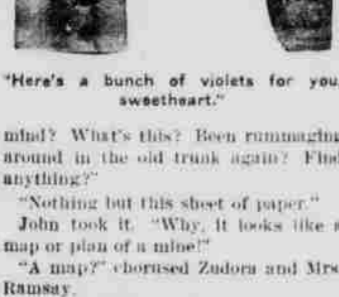 "Here's a bunch of violets for you
sweetheart."
mind? What's this? Been rummagin
around in the old trunk again? Find
anything?"
"Nothing but this sheet of paper."
John took it. "Why, it looks like a
map or plan of a mine!"
"A map?" chorused Zudora and Mrs
Ramsay.